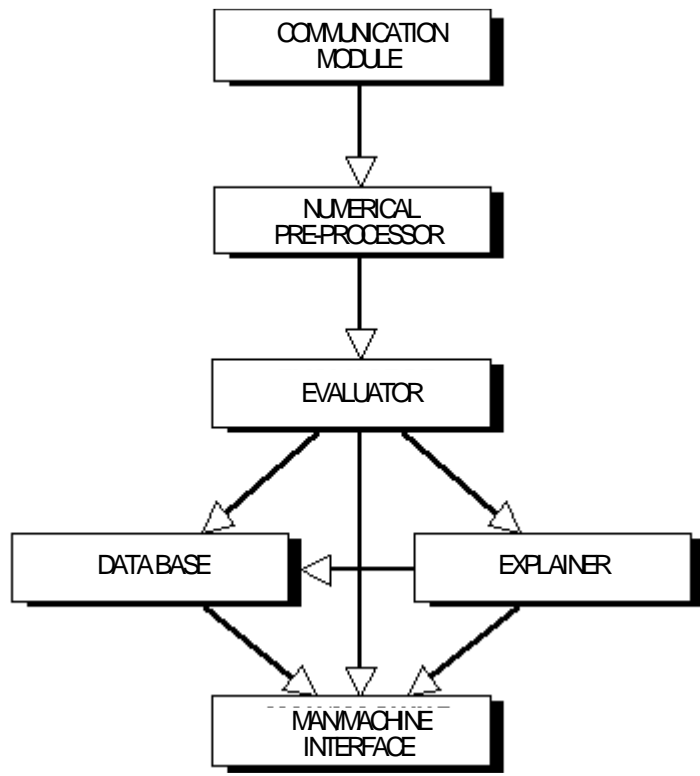 COMMUNICATION
MODULE
NUMERICAL
PRE-PROCESSOR
EVALUATOR
DATA BASE
EXPLAINER
MAN/MACHINE
INTERFACE